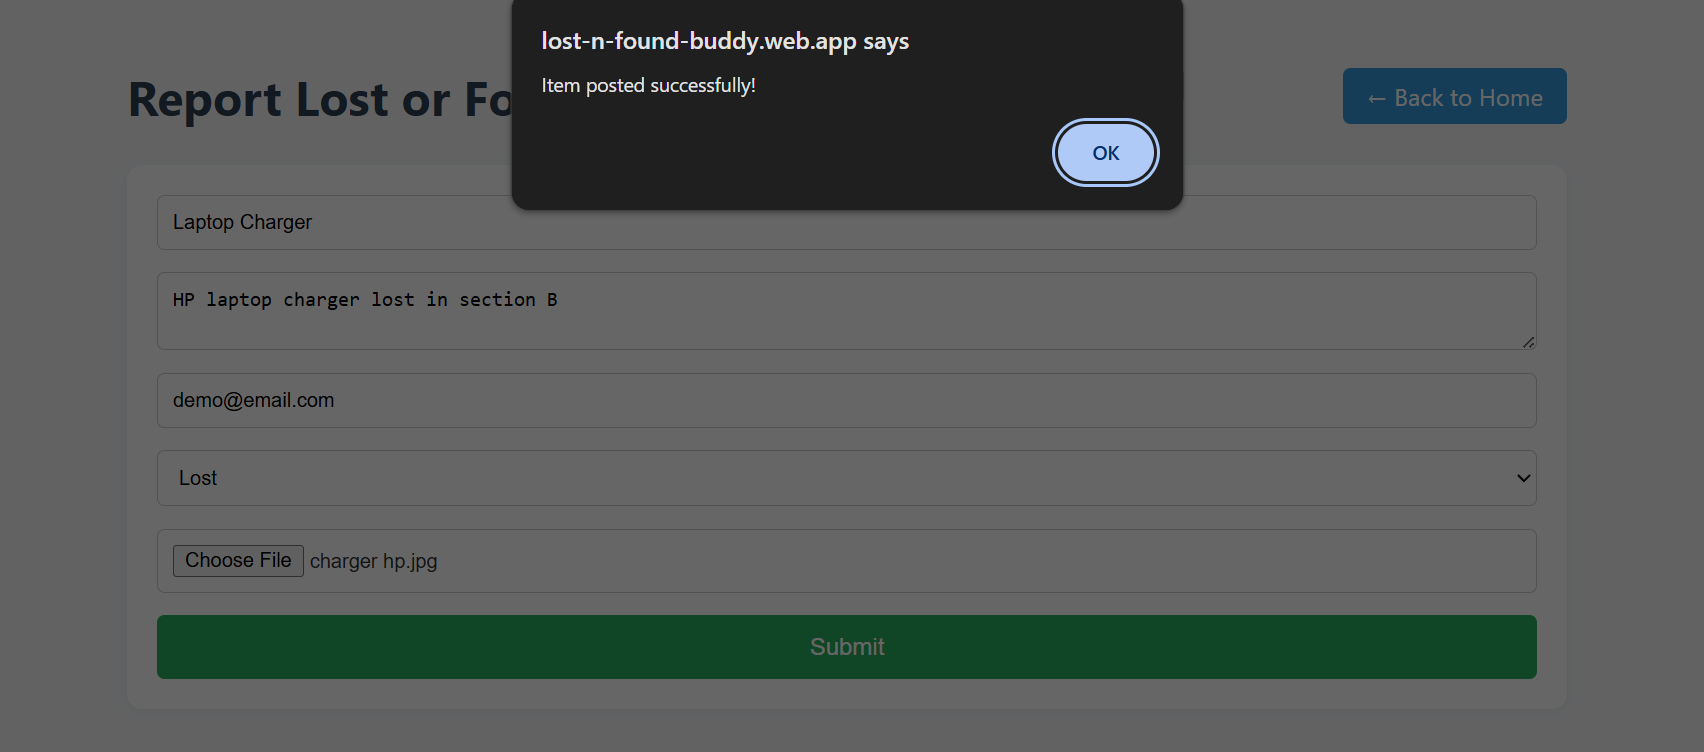 lost-n-found-buddy.web.app says
Item posted successfully!
OK
Report Lost or Fo
← Back to Home
Laptop Charger
HP laptop charger lost in section B
demo@email.com
Lost
Choose File charger hp.jpg
Submit